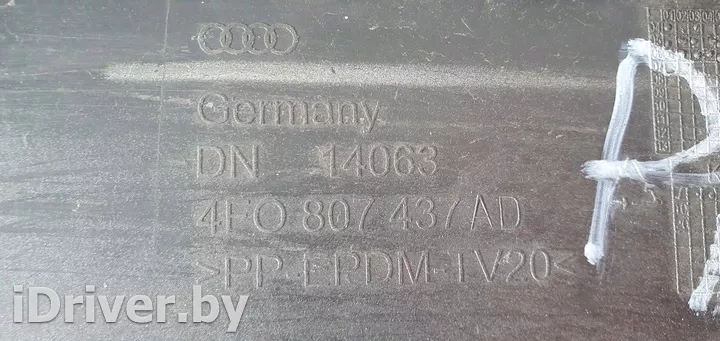 Germany
DN 14063
4F0 807 437 AD
>PP-EPDM-TV20<
iDriver.by